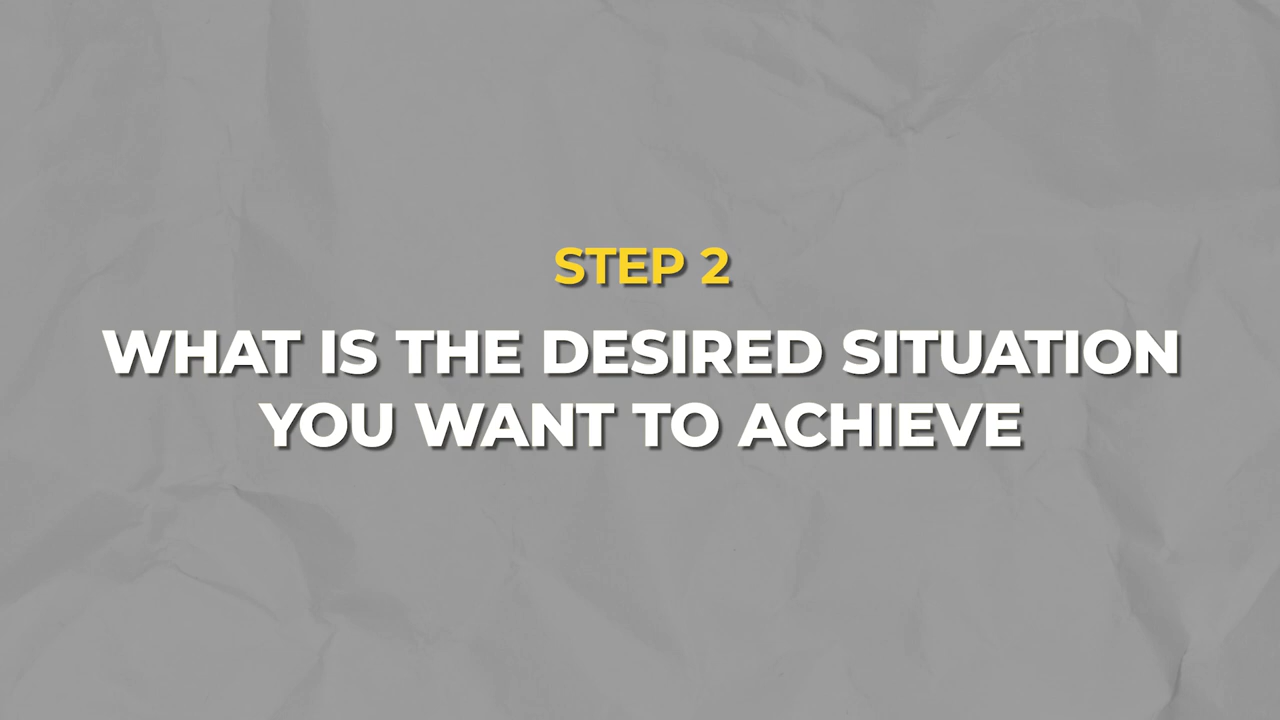 STEP 2
WHAT IS THE DESIRED SITUATION
YOU WANT TO ACHIEVE